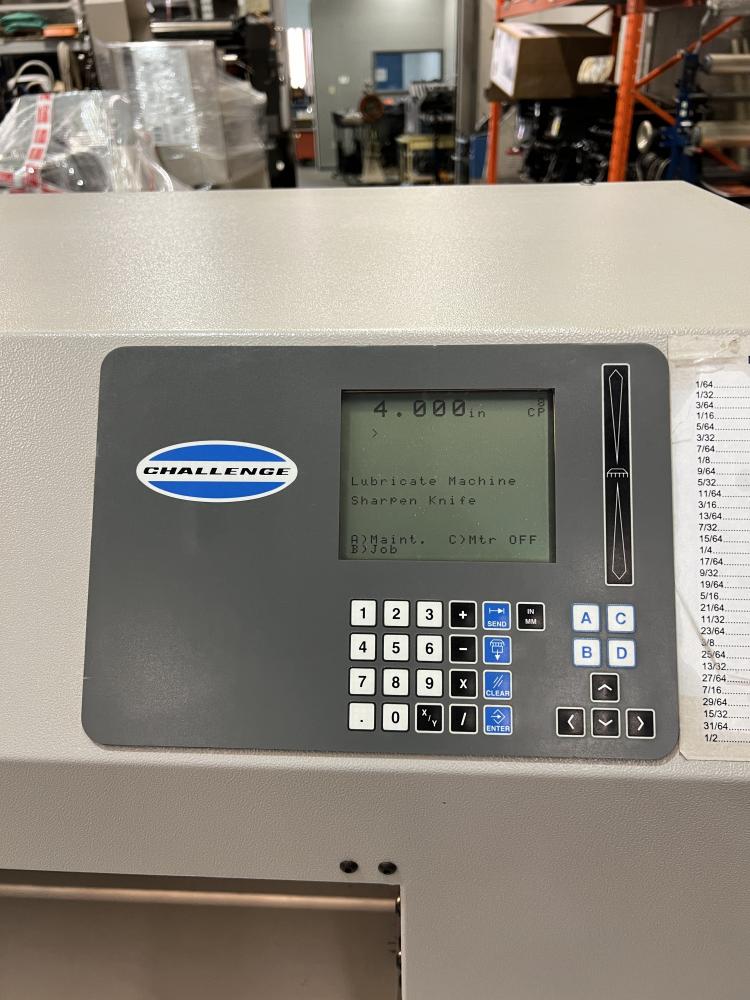 4.000in
8
CP
>
CHALLENGE
Lubricate Machine
Sharpen Knife
A)Maint. C)Mtr OFF
B)Job
1 2 3 + SEND IN MM
4 5 6 -
7 8 9 X CLEAR
. 0 X/Y / ENTER
A C
B D
1/64
1/32
3/64
1/16
5/64
3/32
7/64
1/8
9/64
5/32
11/64
3/16
13/64
7/32
15/64
1/4
17/64
9/32
19/64
5/16
21/64
11/32
23/64
3/8
25/64
13/32
27/64
7/16
29/64
15/32
31/64
1/2